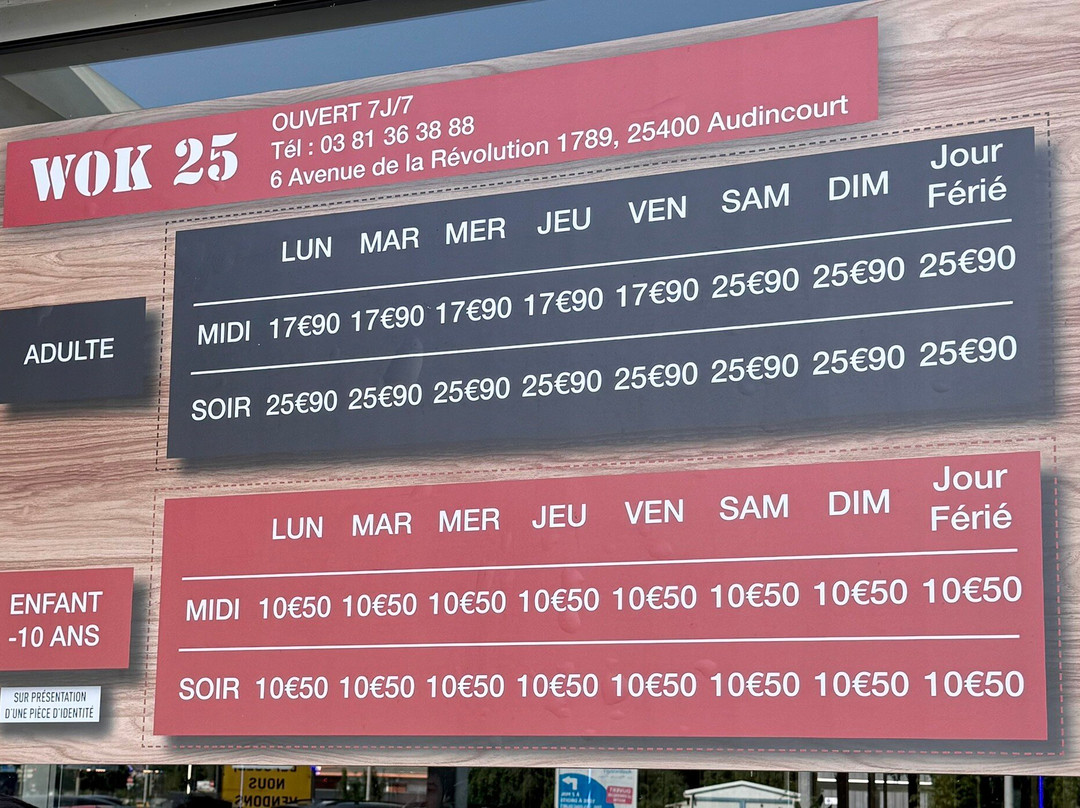 WOK 25
OUVERT 7J/7
Tél : 03 81 36 38 88
6 Avenue de la Révolution 1789, 25400 Audincourt
LUN MAR MER JEU VEN SAM DIM Jour Férié
ADULTE
MIDI 17€90 17€90 17€90 17€90 17€90 25€90 25€90 25€90
SOIR 25€90 25€90 25€90 25€90 25€90 25€90 25€90 25€90
LUN MAR MER JEU VEN SAM DIM Jour Férié
ENFANT
-10 ANS
SUR PRÉSENTATION
D'UNE PIÈCE D'IDENTITÉ
MIDI 10€50 10€50 10€50 10€50 10€50 10€50 10€50 10€50
SOIR 10€50 10€50 10€50 10€50 10€50 10€50 10€50 10€50
NOUS
VENDONS